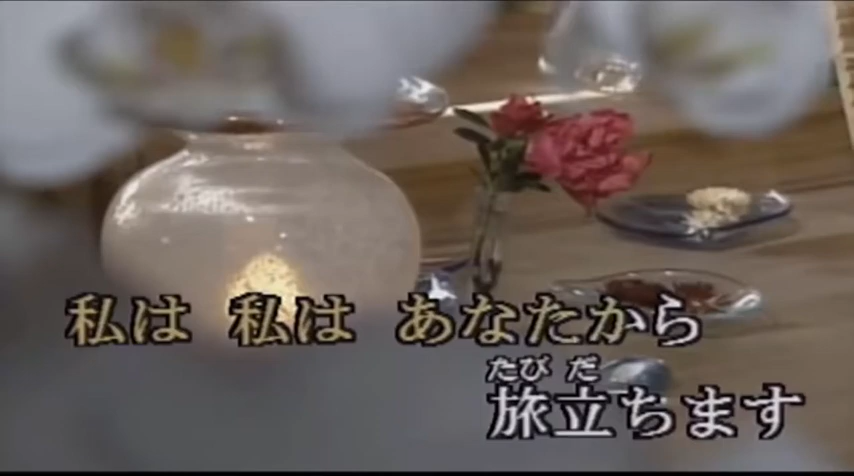 私は 私は あなたから
たび だ
旅立ちます